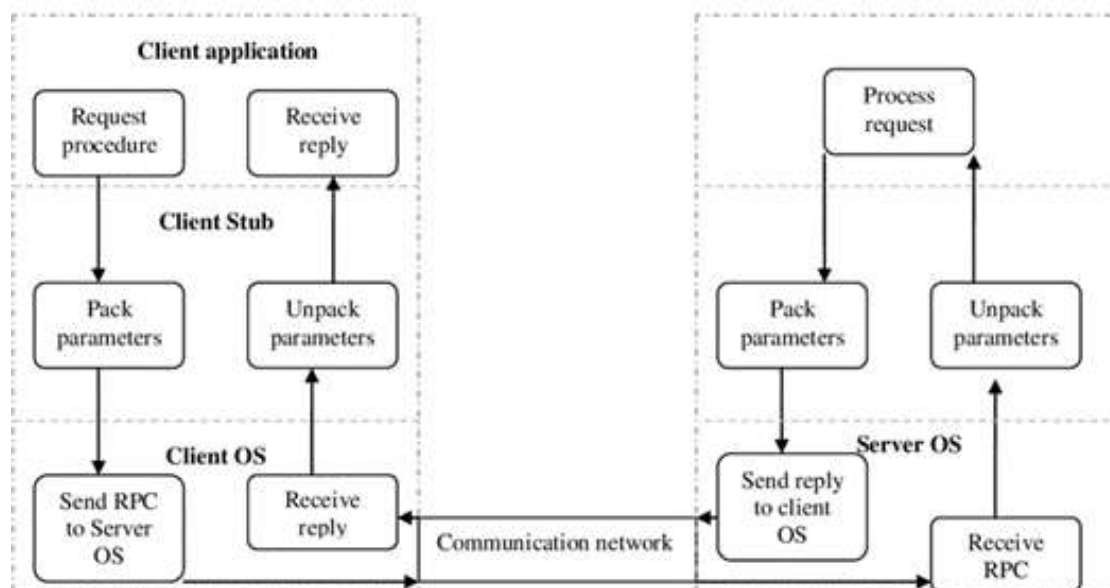 Client application
Request
procedure
Receive
reply
Process
request
Client Stub
Pack
parameters
Unpack
parameters
Pack
parameters
Unpack
parameters
Client OS
Server OS
Send RPC
to Server
OS
Receive
reply
Send reply
to client
OS
Communication network
Receive
RPC